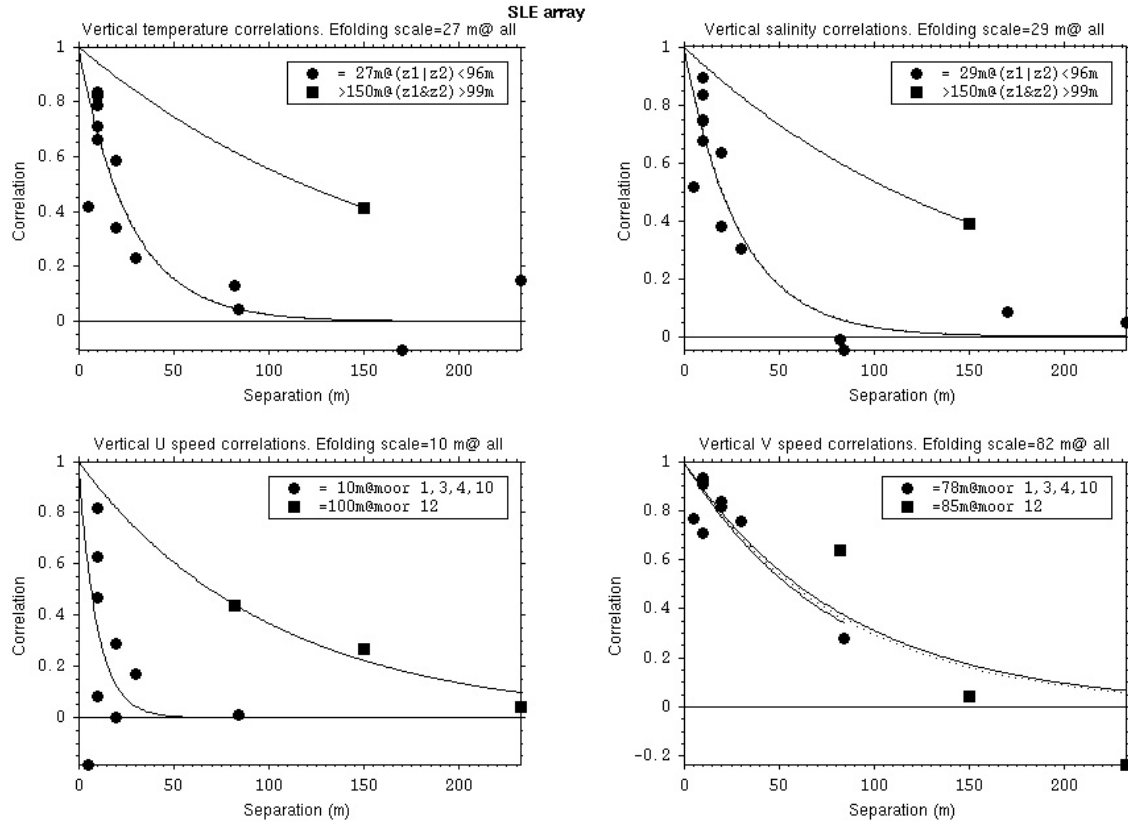 SLE array
Vertical temperature correlations. Efolding scale=27 m@ all
= 27m@(z1|z2)<96m
>150m@(z1&z2)>99m
Correlation
1
0.8
0.6
0.4
0.2
0
0 50 100 150 200
Separation (m)
Vertical salinity correlations. Efolding scale=29 m@ all
= 29m@(z1|z2)<96m
>150m@(z1&z2)>99m
Correlation
1
0.8
0.6
0.4
0.2
0
0 50 100 150 200
Separation (m)
Vertical U speed correlations. Efolding scale=10 m@ all
= 10m@moor 1,3,4,10
=100m@moor 12
Correlation
1
0.8
0.6
0.4
0.2
0
0 50 100 150 200
Separation (m)
Vertical V speed correlations. Efolding scale=82 m@ all
=78m@moor 1,3,4,10
=85m@moor 12
Correlation
1
0.8
0.6
0.4
0.2
0
-0.2
0 50 100 150 200
Separation (m)